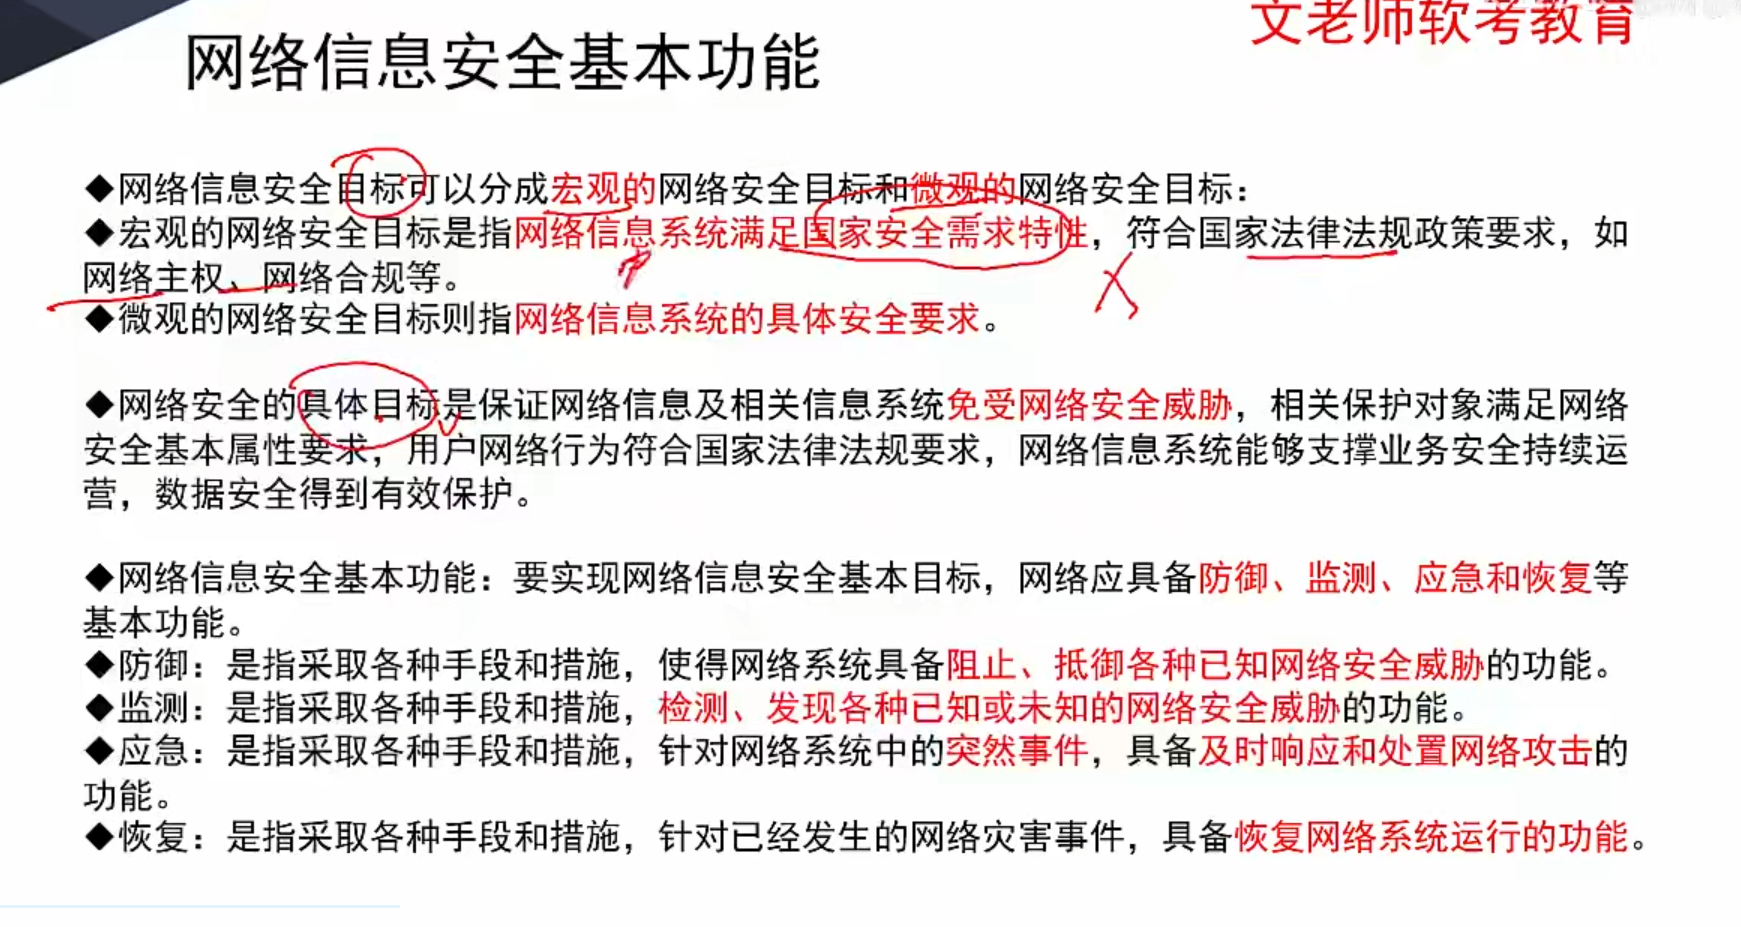 文老师软考教育
网络信息安全基本功能
◆网络信息安全目标可以分成宏观的网络安全目标和微观的网络安全目标：
◆宏观的网络安全目标是指网络信息系统满足国家安全需求特性，符合国家法律法规政策要求，如
网络主权、网络合规等。
◆微观的网络安全目标则指网络信息系统的具体安全要求。
◆网络安全的具体目标是保证网络信息及相关信息系统免受网络安全威胁，相关保护对象满足网络
安全基本属性要求，用户网络行为符合国家法律法规要求，网络信息系统能够支撑业务安全持续运
营，数据安全得到有效保护。
◆网络信息安全基本功能：要实现网络信息安全基本目标，网络应具备防御、监测、应急和恢复等
基本功能。
◆防御：是指采取各种手段和措施，使得网络系统具备阻止、抵御各种已知网络安全威胁的功能。
◆监测：是指采取各种手段和措施，检测、发现各种已知或未知的网络安全威胁的功能。
◆应急：是指采取各种手段和措施，针对网络系统中的突然事件，具备及时响应和处置网络攻击的
功能。
◆恢复：是指采取各种手段和措施，针对已经发生的网络灾害事件，具备恢复网络系统运行的功能。